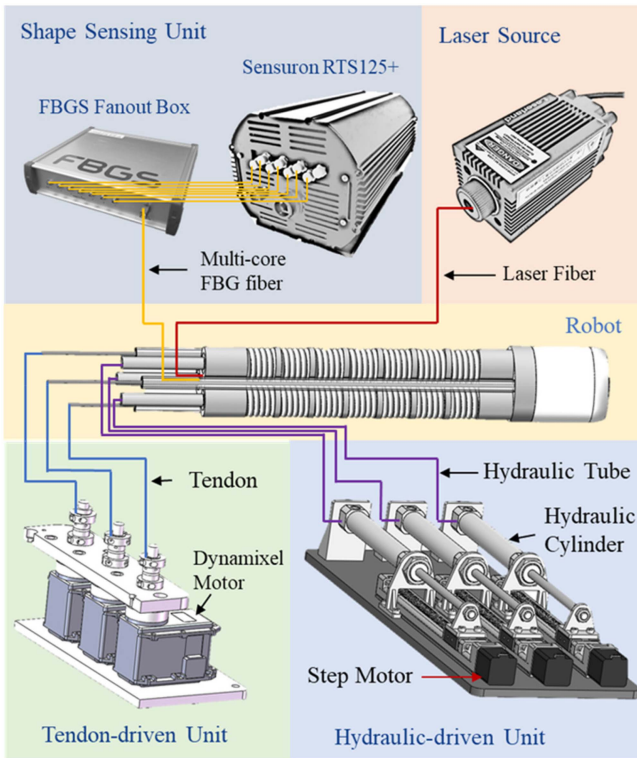 Shape Sensing Unit
Laser Source
Sensuron RTS125+
FBGS Fanout Box
FBGS
Multi-core
FBG fiber
Laser Fiber
Robot
Tendon
Hydraulic Tube
Hydraulic
Cylinder
Dynamixel
Motor
Step Motor
Tendon-driven Unit
Hydraulic-driven Unit